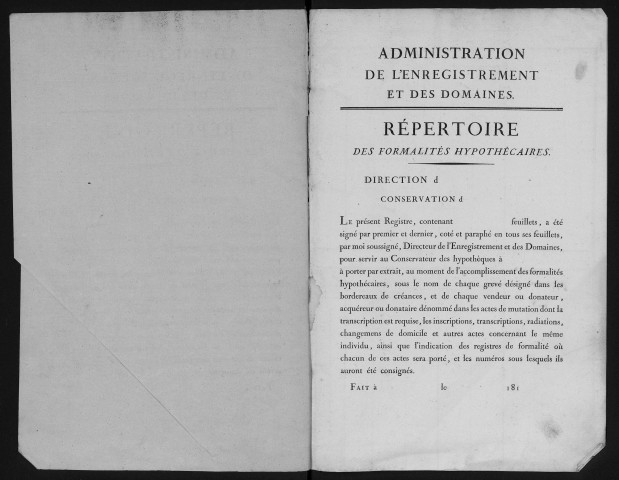 ADMINISTRATION
DE L'ENREGISTREMENT
ET DES DOMAINES.
RÉPERTOIRE
DES FORMALITÉS HYPOTHÉCAIRES.
DIRECTION d
CONSERVATION d
LE présent Registre, contenant feuillets, a été
signé par premier et dernier, coté et paraphé en tous ses feuillets,
par moi soussigné, Directeur de l'Enregistrement et des Domaines,
pour servir au Conservateur des hypothèques à
à porter par extrait, au moment de l'accomplissement des formalités
hypothécaires, sous le nom de chaque grevé désigné dans les
bordereaux de créances, et de chaque vendeur ou donateur,
acquéreur ou donataire dénommé dans les actes de mutation dont la
transcription est requise, les inscriptions, transcriptions, radiations,
changemens de domicile et autres actes concernant le même
individu, ainsi que l'indication des registres de formalité où
chacun de ces actes sera porté, et les numéros sous lesquels ils
auront été consignés.
FAIT à le 181